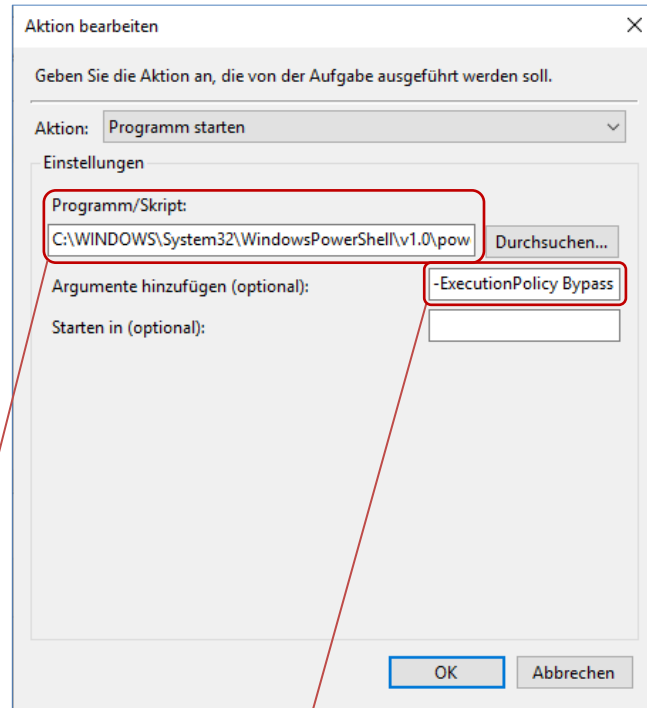 Aktion bearbeiten
Geben Sie die Aktion an, die von der Aufgabe ausgeführt werden soll.
Aktion: Programm starten
Einstellungen
Programm/Skript:
C:\WINDOWS\System32\WindowsPowerShell\v1.0\pow Durchsuchen...
Argumente hinzufügen (optional): -ExecutionPolicy Bypass
Starten in (optional):
OK Abbrechen